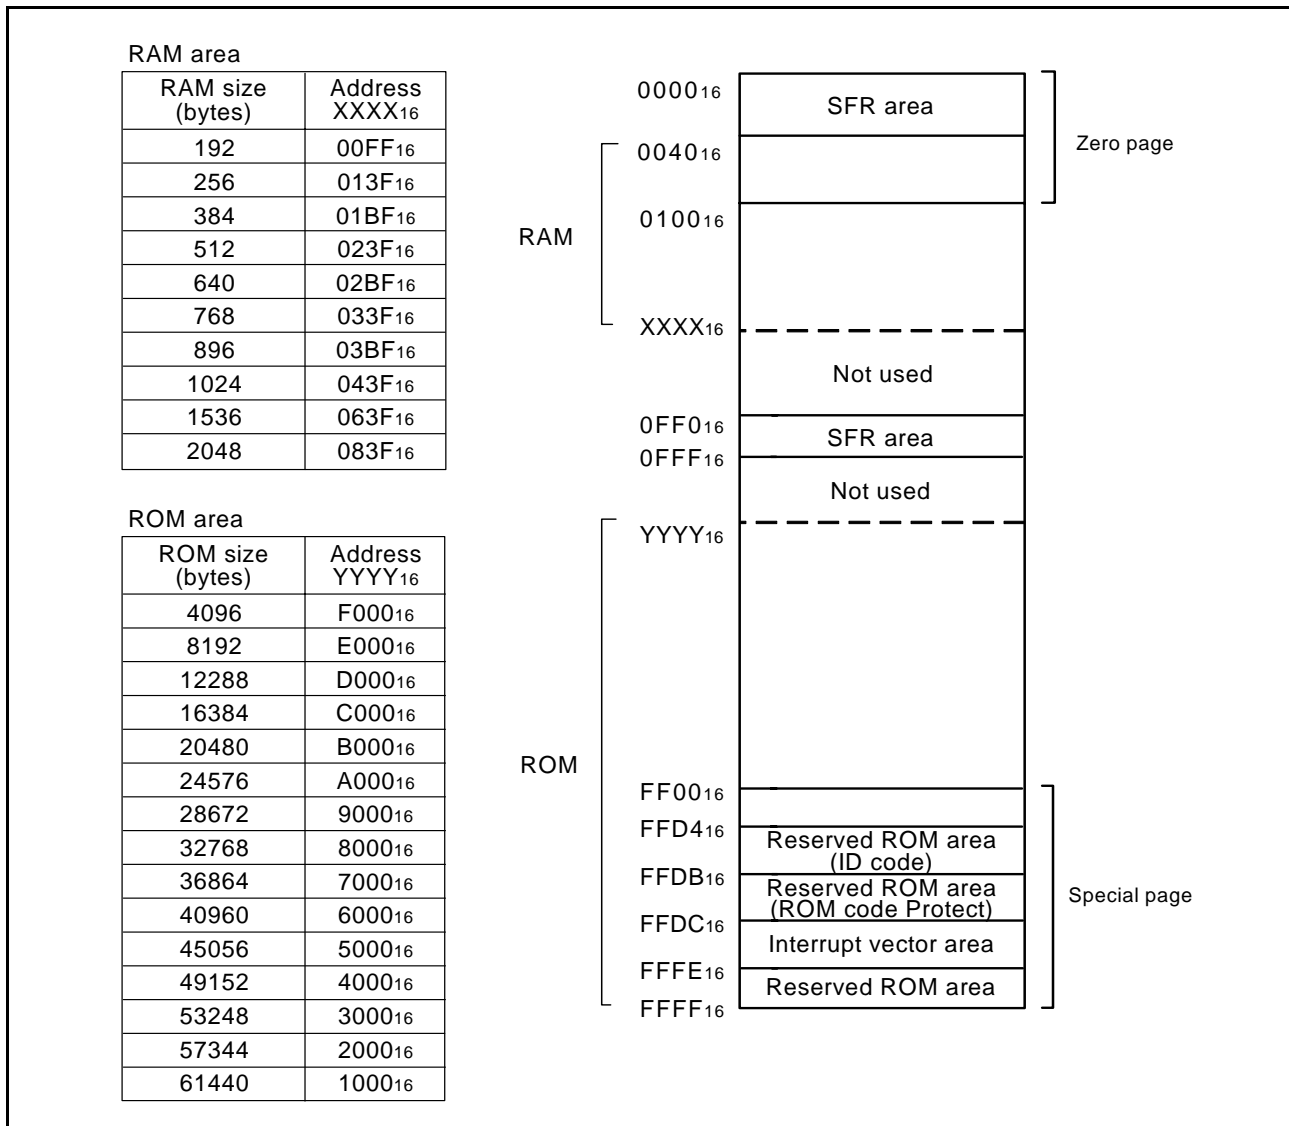 RAM area
RAM size (bytes) Address XXXX16
192 00FF16
256 013F16
384 01BF16
512 023F16
640 02BF16
768 033F16
896 03BF16
1024 043F16
1536 063F16
2048 083F16
ROM area
ROM size (bytes) Address YYYY16
4096 F00016
8192 E00016
12288 D00016
16384 C00016
20480 B00016
24576 A00016
28672 900016
32768 800016
36864 700016
40960 600016
45056 500016
49152 400016
53248 300016
57344 200016
61440 100016
000016
SFR area
Zero page
004016
RAM
010016
XXXX16
Not used
0FF016
SFR area
0FFF16
Not used
YYYY16
ROM
FF0016
FFD416
Reserved ROM area
(ID code)
FFDB16
Reserved ROM area
(ROM code Protect)
Special page
FFDC16
Interrupt vector area
FFFE16
Reserved ROM area
FFFF16